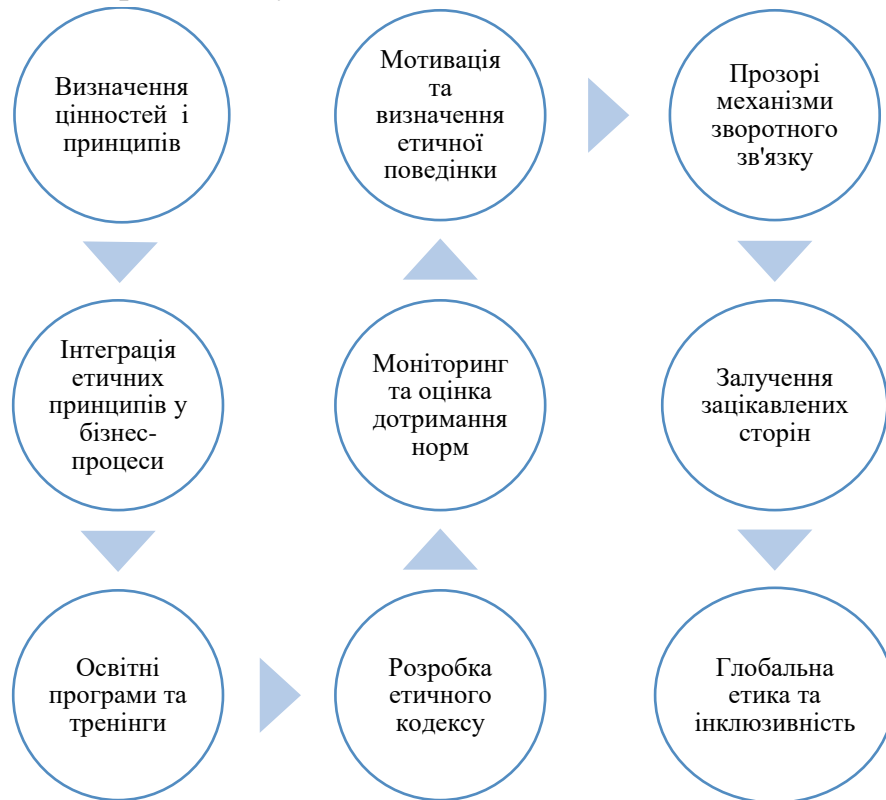 Визначення
цінностей і
принципів
Інтеграція
етичних
принципів у
бізнес-
процеси
Освітні
програми та
тренінги
Розробка
етичного
кодексу
Моніторинг
та оцінка
дотримання
норм
Мотивація
та
визначення
етичної
поведінки
Прозорі
механізми
зворотного
зв'язку
Залучення
зацікавлених
сторін
Глобальна
етика та
інклюзивність